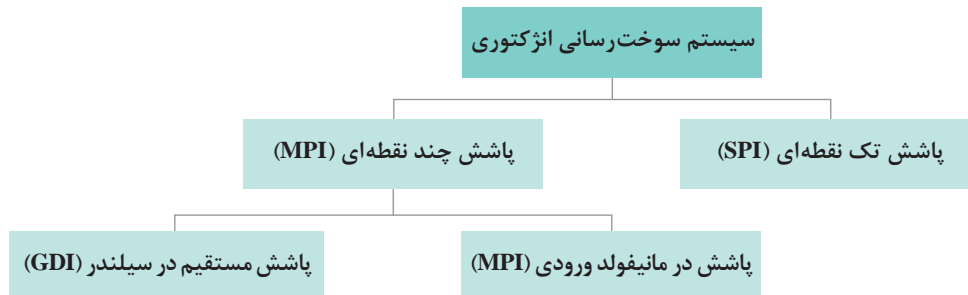 سیستم سوخت‌رسانی انژکتوری
پاشش تک نقطه‌ای (SPI)
پاشش چند نقطه‌ای (MPI)
پاشش در مانیفولد ورودی (MPI)
پاشش مستقیم در سیلندر (GDI)